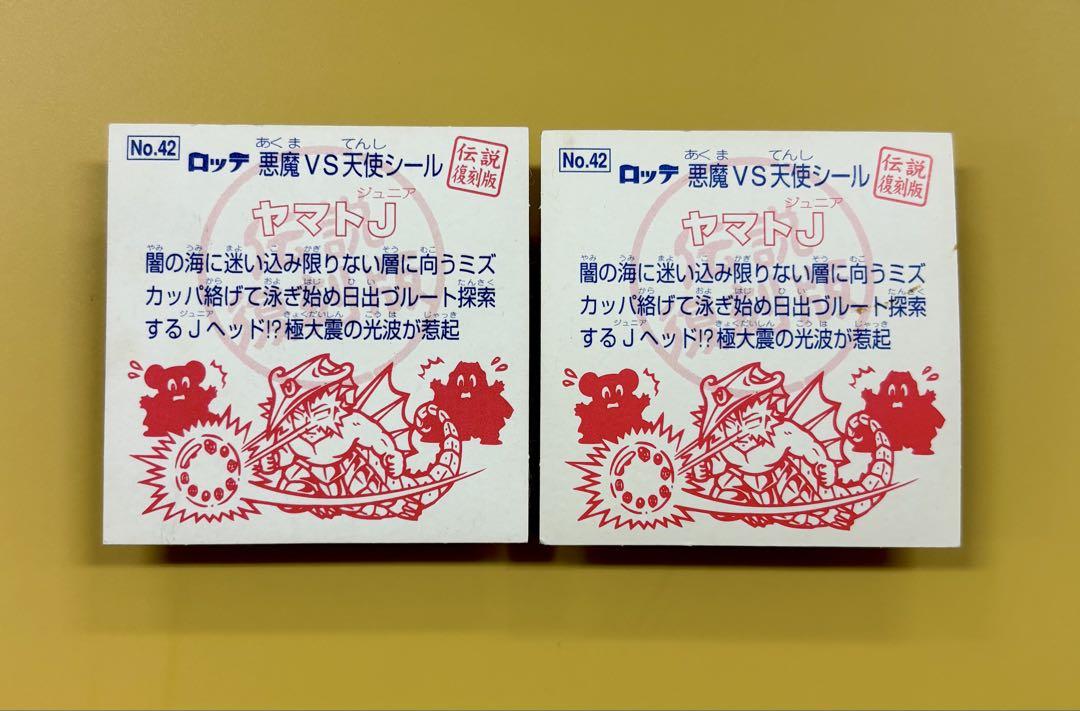 No.42
あくま てんし
ロッテ 悪魔VS天使シール
伝説
復刻版
ジュニア
ヤマトJ
やみ うみ まよ こ かぎ そう むこ
闇の海に迷い込み限りない層に向うミズ
から およ はじ ひ い たんさく
カッパ絡げて泳ぎ始め日出づルート探索
ジュニア きょくだいしん こうは じゃっき
するJヘッド!?極大震の光波が惹起
No.42
あくま てんし
ロッテ 悪魔VS天使シール
伝説
復刻版
ジュニア
ヤマトJ
やみ うみ まよ こ かぎ そう むこ
闇の海に迷い込み限りない層に向うミズ
から およ はじ ひ い たんさく
カッパ絡げて泳ぎ始め日出づルート探索
ジュニア きょくだいしん こうは じゃっき
するJヘッド!?極大震の光波が惹起